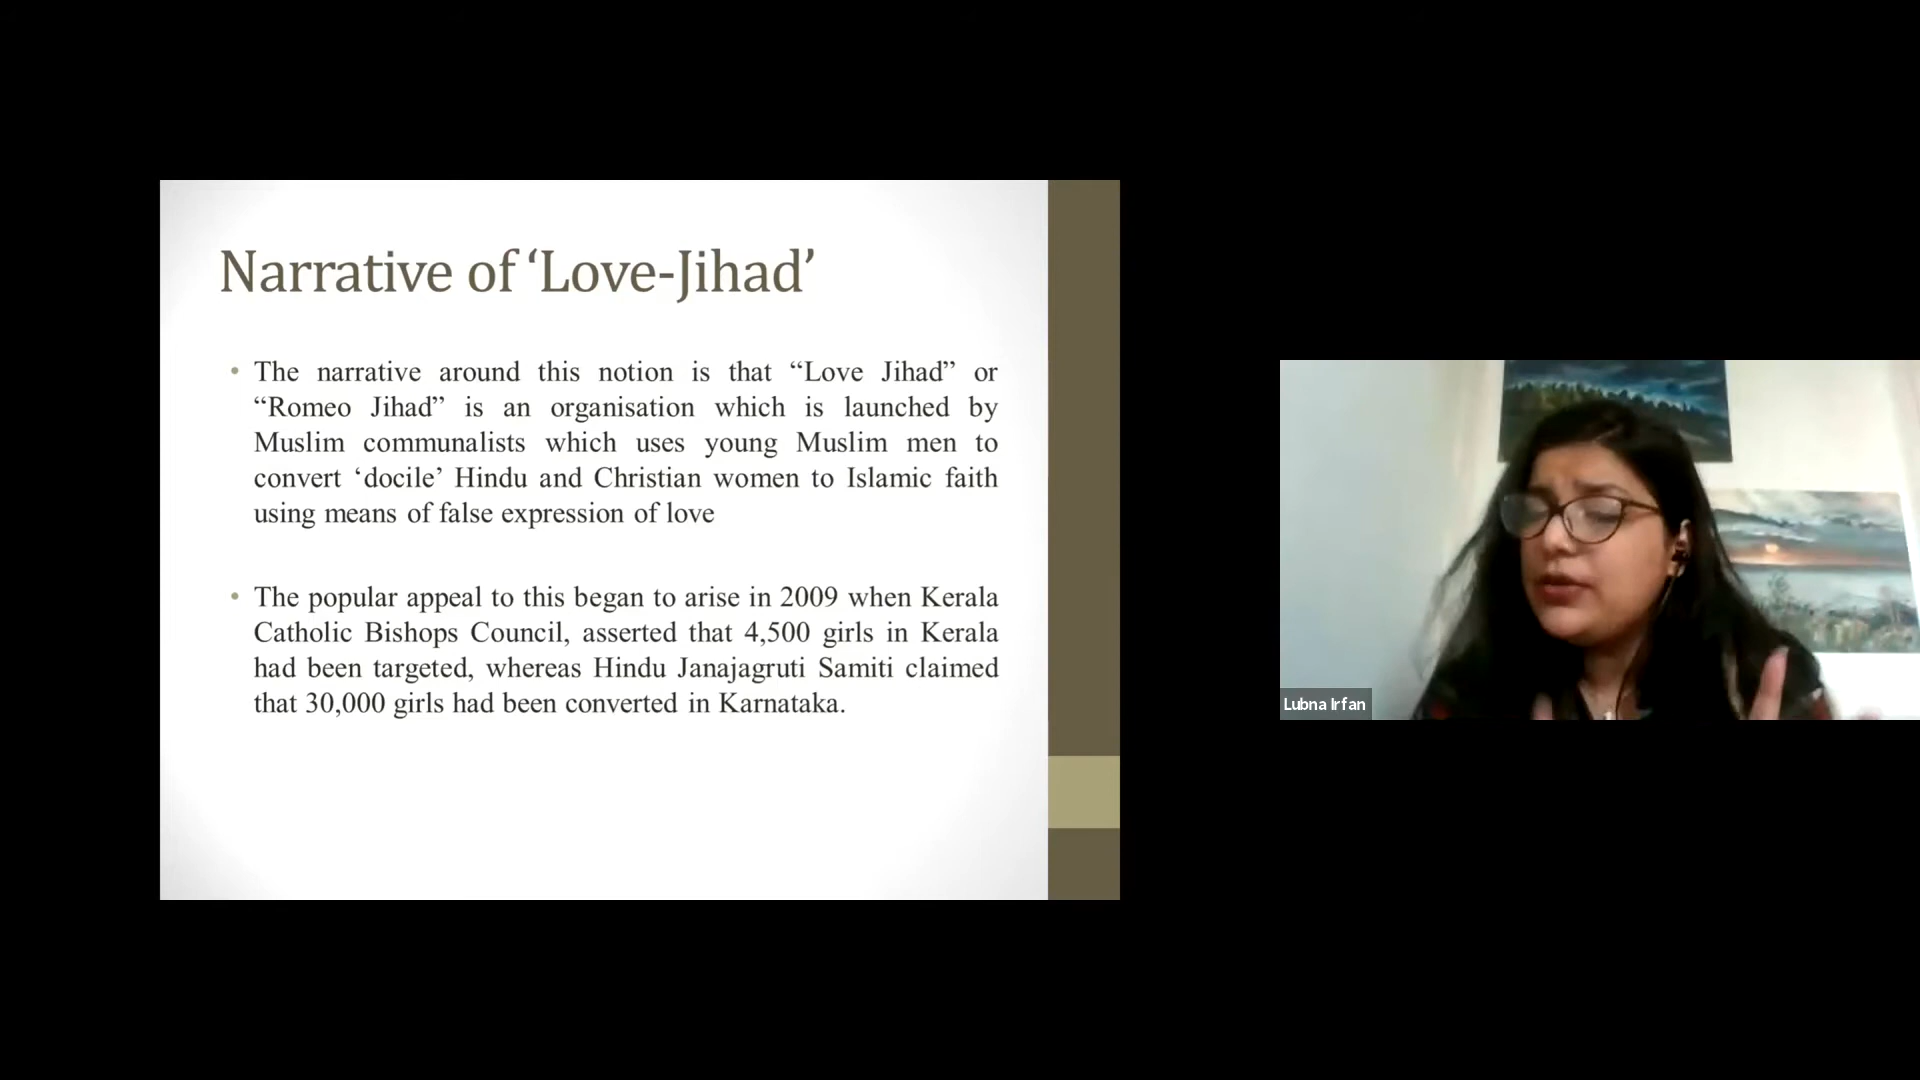 Narrative of ‘Love-Jihad’
• The narrative around this notion is that “Love Jihad” or
“Romeo Jihad” is an organisation which is launched by
Muslim communalists which uses young Muslim men to
convert ‘docile’ Hindu and Christian women to Islamic faith
using means of false expression of love
• The popular appeal to this began to arise in 2009 when Kerala
Catholic Bishops Council, asserted that 4,500 girls in Kerala
had been targeted, whereas Hindu Janajagruti Samiti claimed
that 30,000 girls had been converted in Karnataka.
Lubna Irfan